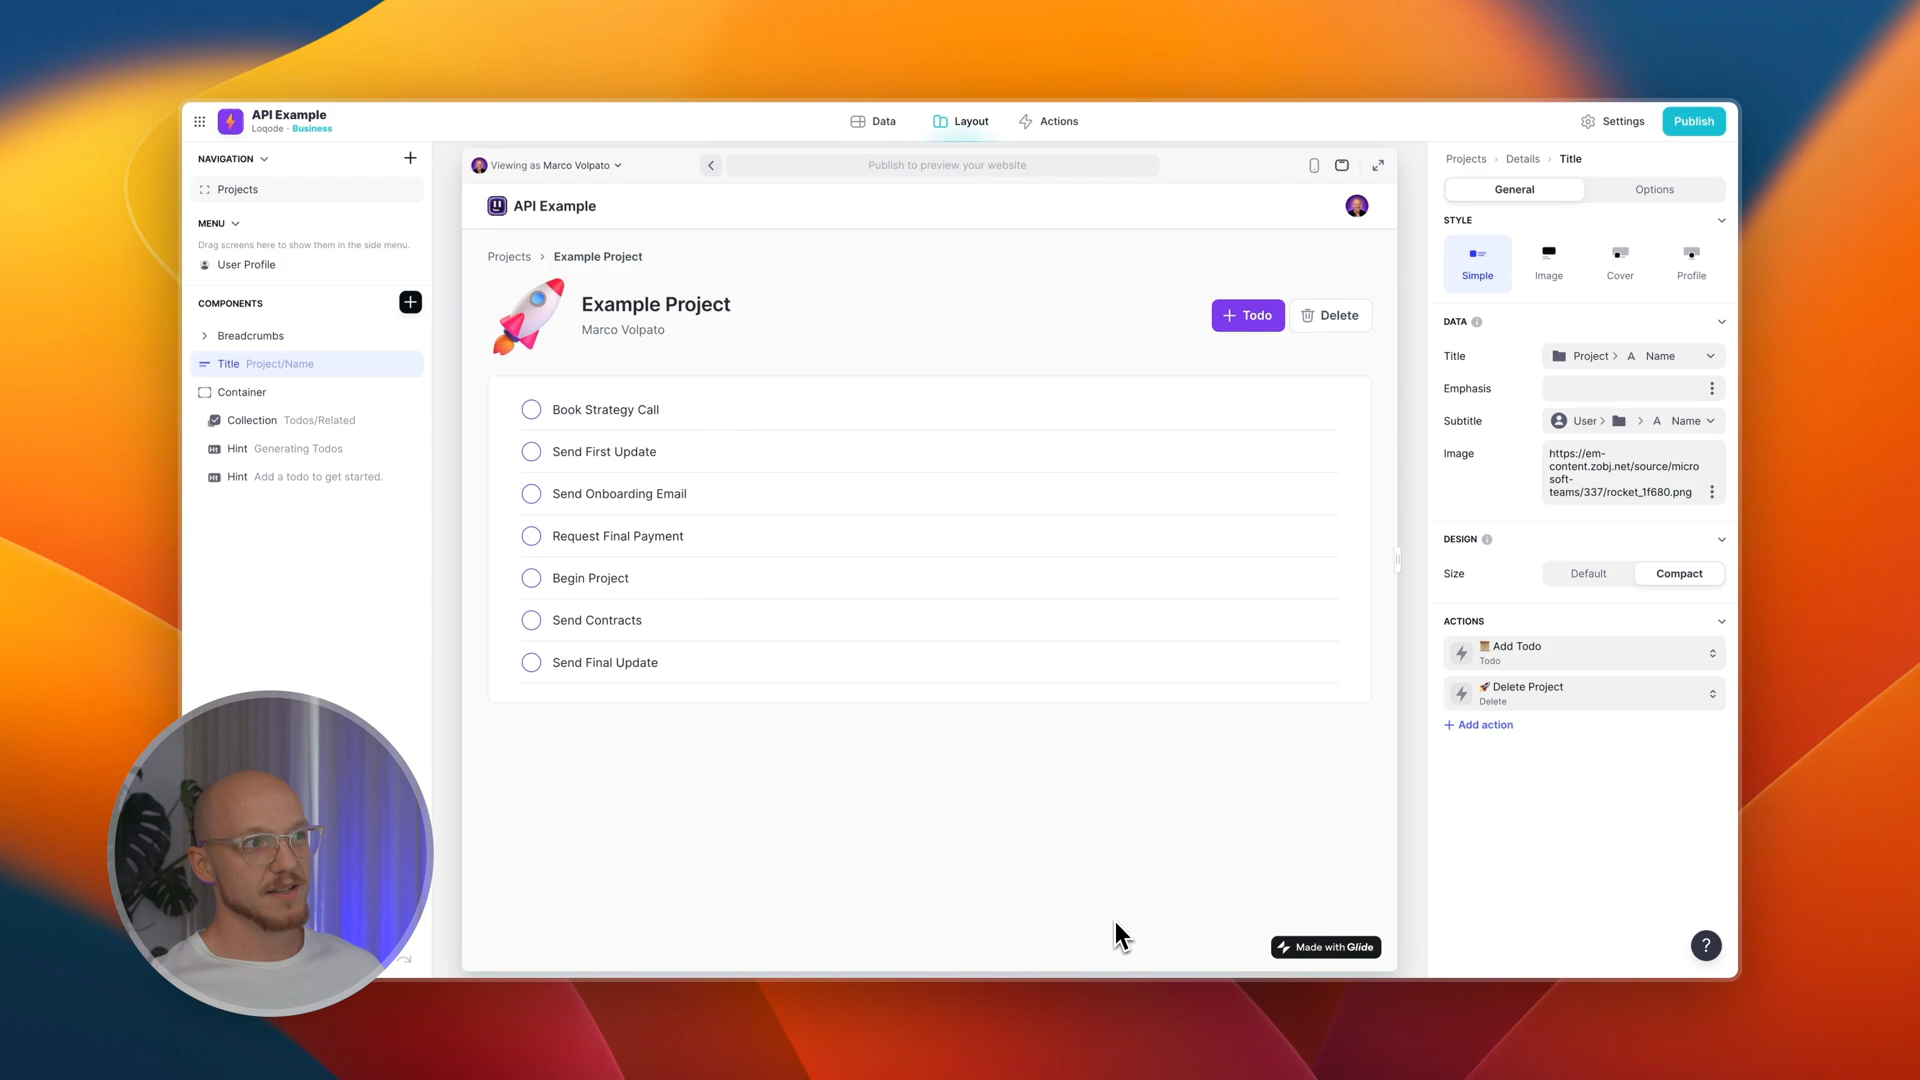 API Example
Loqode · Business
Data
Layout
Actions
Settings
Publish
NAVIGATION
Projects
MENU
Drag screens here to show them in the side menu.
User Profile
COMPONENTS
Breadcrumbs
Title Project/Name
Container
Collection Todos/Related
Hint Generating Todos
Hint Add a todo to get started.
Viewing as Marco Volpato
Publish to preview your website
API Example
Projects > Example Project
Example Project
Marco Volpato
+ Todo
Delete
Book Strategy Call
Send First Update
Send Onboarding Email
Request Final Payment
Begin Project
Send Contracts
Send Final Update
Made with Glide
Projects > Details > Title
General
Options
STYLE
Simple
Image
Cover
Profile
DATA
Title
Project > A Name
Emphasis
Subtitle
User > > A Name
Image
https://em-
content.zobj.net/source/micro
soft-
teams/337/rocket_1f680.png
DESIGN
Size
Default
Compact
ACTIONS
Add Todo
Todo
Delete Project
Delete
+ Add action
?